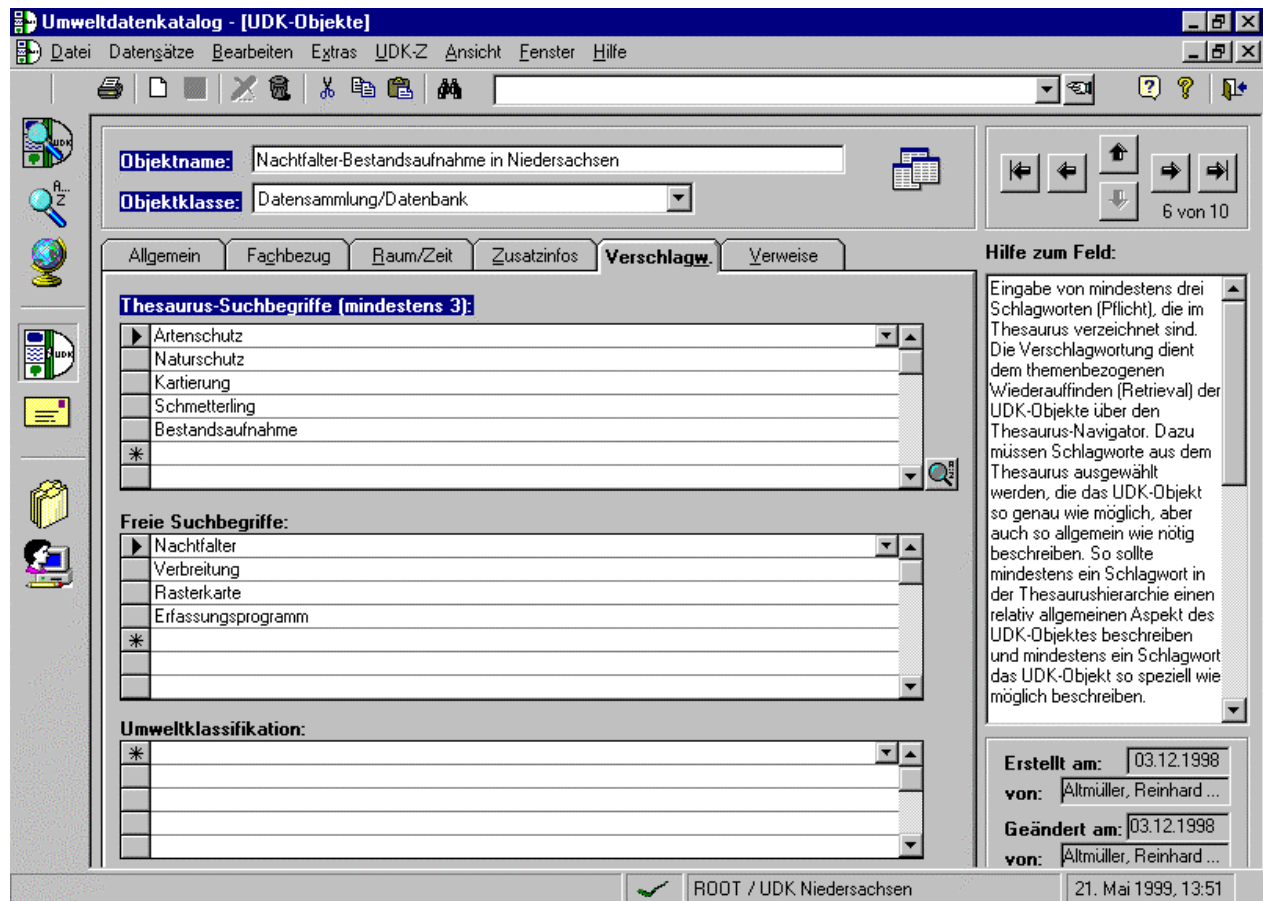 Umweltdatenkatalog - [UDK-Objekte]
Datei Datensätze Bearbeiten Extras UDK-Z Ansicht Fenster Hilfe
UDK
A...
Z
UDK
Objektname: Nachtfalter-Bestandsaufnahme in Niedersachsen
Objektklasse: Datensammlung/Datenbank
6 von 10
Allgemein Fachbezug Raum/Zeit Zusatzinfos Verschlagw. Verweise
Thesaurus-Suchbegriffe (mindestens 3):
Artenschutz
Naturschutz
Kartierung
Schmetterling
Bestandsaufnahme
Freie Suchbegriffe:
Nachtfalter
Verbreitung
Rasterkarte
Erfassungsprogramm
Umweltklassifikation:
Hilfe zum Feld:
Eingabe von mindestens drei
Schlagworten (Pflicht), die im
Thesaurus verzeichnet sind.
Die Verschlagwortung dient
dem themenbezogenen
Wiederauffinden (Retrieval) der
UDK-Objekte über den
Thesaurus-Navigator. Dazu
müssen Schlagworte aus dem
Thesaurus ausgewählt
werden, die das UDK-Objekt
so genau wie möglich, aber
auch so allgemein wie nötig
beschreiben. So sollte
mindestens ein Schlagwort in
der Thesaurushierarchie einen
relativ allgemeinen Aspekt des
UDK-Objektes beschreiben
und mindestens ein Schlagwort
das UDK-Objekt so speziell wie
möglich beschreiben.
Erstellt am: 03.12.1998
von: Altmüller, Reinhard ...
Geändert am: 03.12.1998
von: Altmüller, Reinhard ...
ROOT / UDK Niedersachsen
21. Mai 1999, 13:51